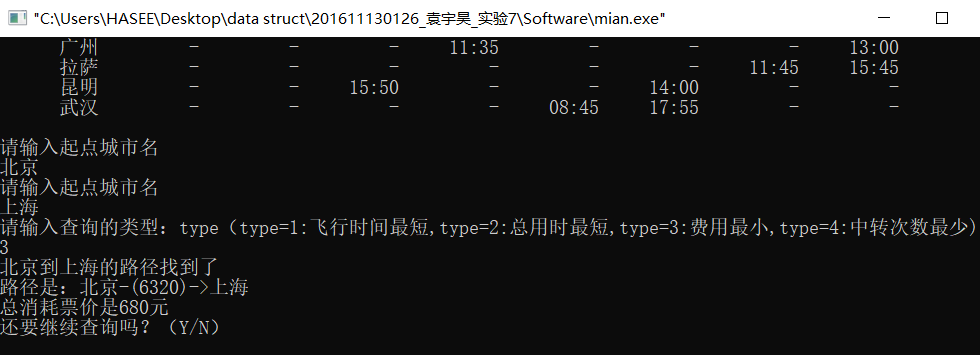 "C:\Users\HASEE\Desktop\data struct\201611130126_袁宇昊_实验7\Software\mian.exe"
广州 - - - 11:35 - - - 13:00
拉萨 - - - - - - 11:45 15:45
昆明 - - 15:50 - - 14:00 - -
武汉 - - - - 08:45 17:55 - -
请输入起点城市名
北京
请输入起点城市名
上海
请输入查询的类型：type（type=1:飞行时间最短,type=2:总用时最短,type=3:费用最小,type=4:中转次数最少)
3
北京到上海的路径找到了
路径是：北京-(6320)->上海
总消耗票价是680元
还要继续查询吗？（Y/N）